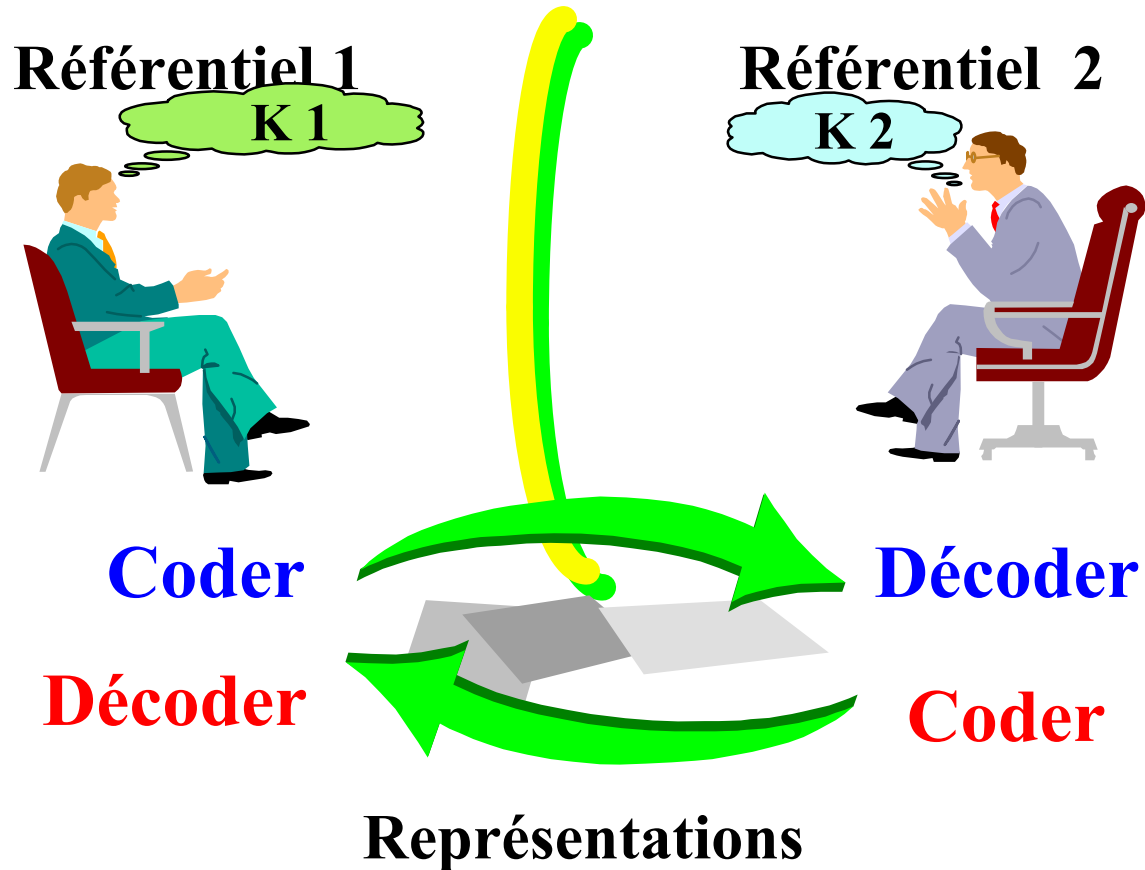 Référentiel 1
Référentiel 2
K 1
K 2
Coder
Décoder
Décoder
Coder
Représentations